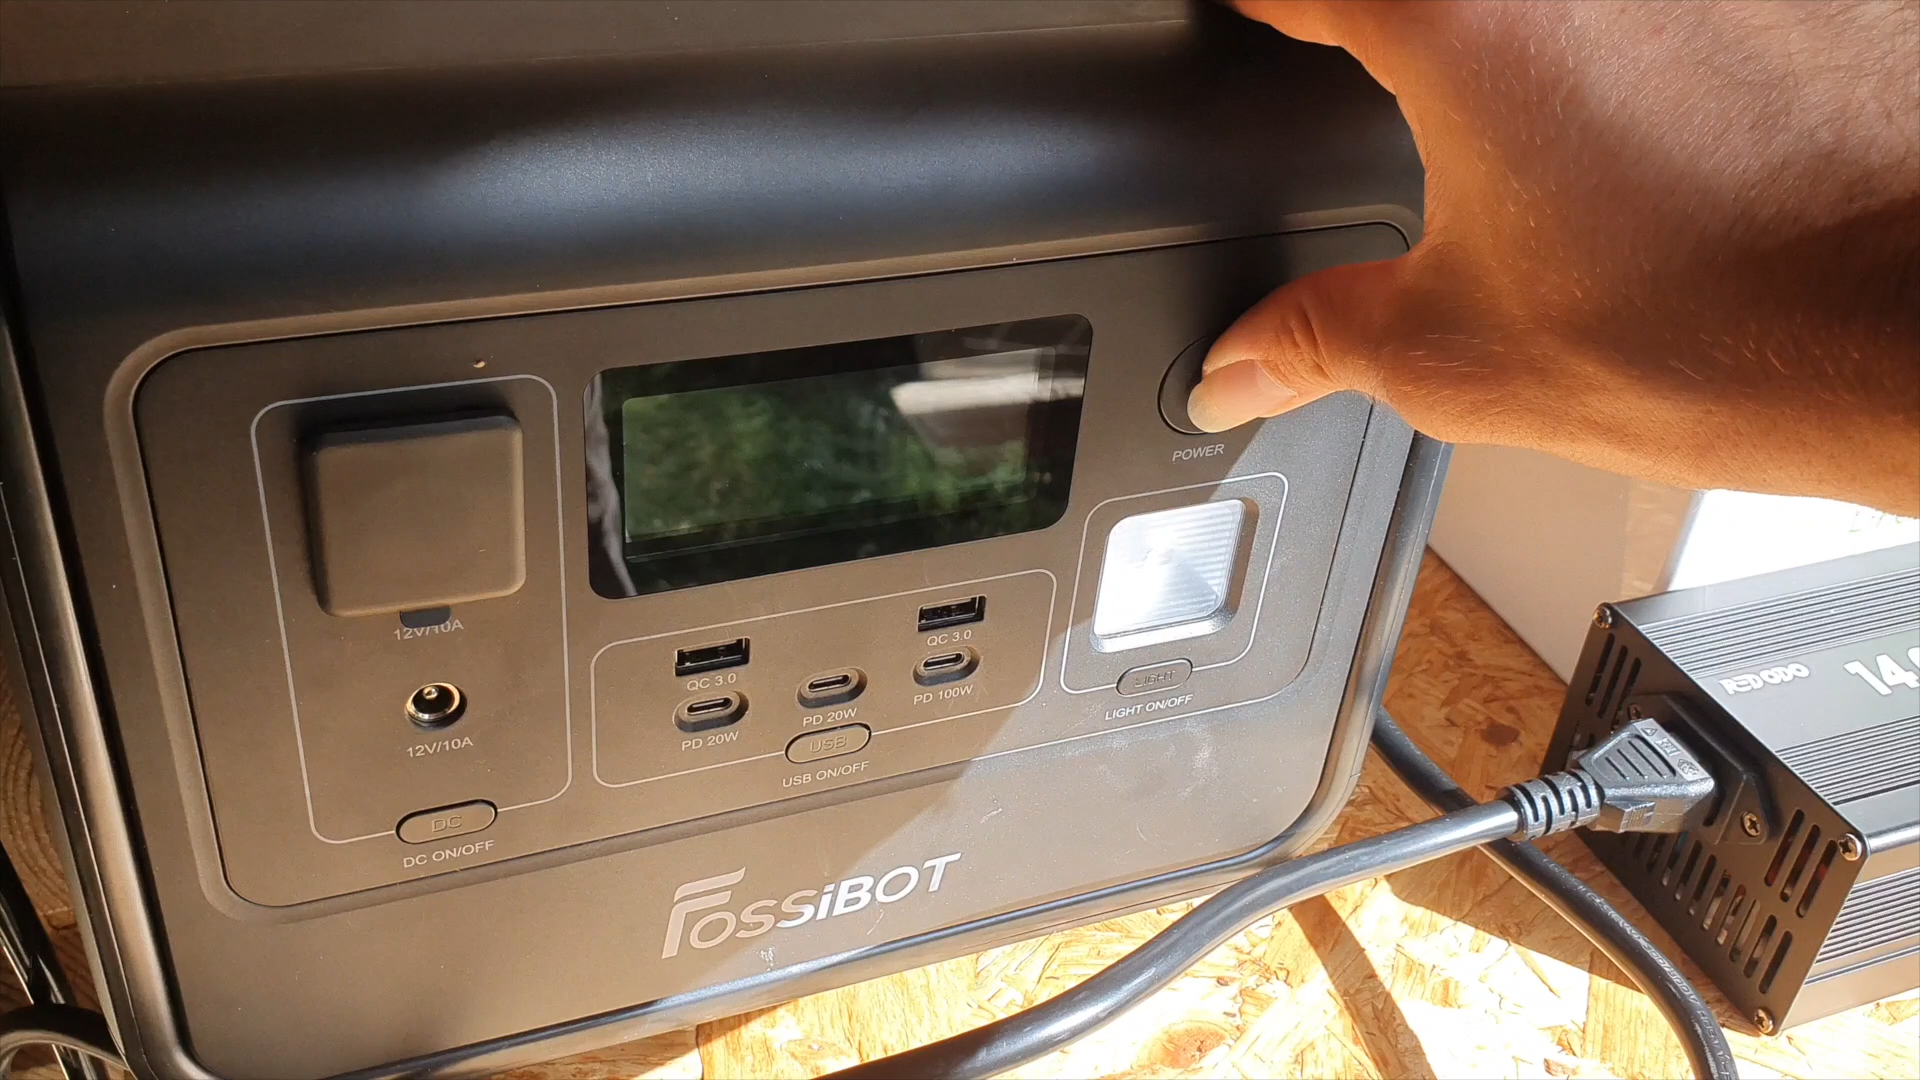 POWER
12V/10A
QC 3.0
QC 3.0
PD 20W
PD 20W
PD 100W
12V/10A
USB
USB ON/OFF
LIGHT
LIGHT ON/OFF
DC
DC ON/OFF
FOSSiBOT
REDODO
14.